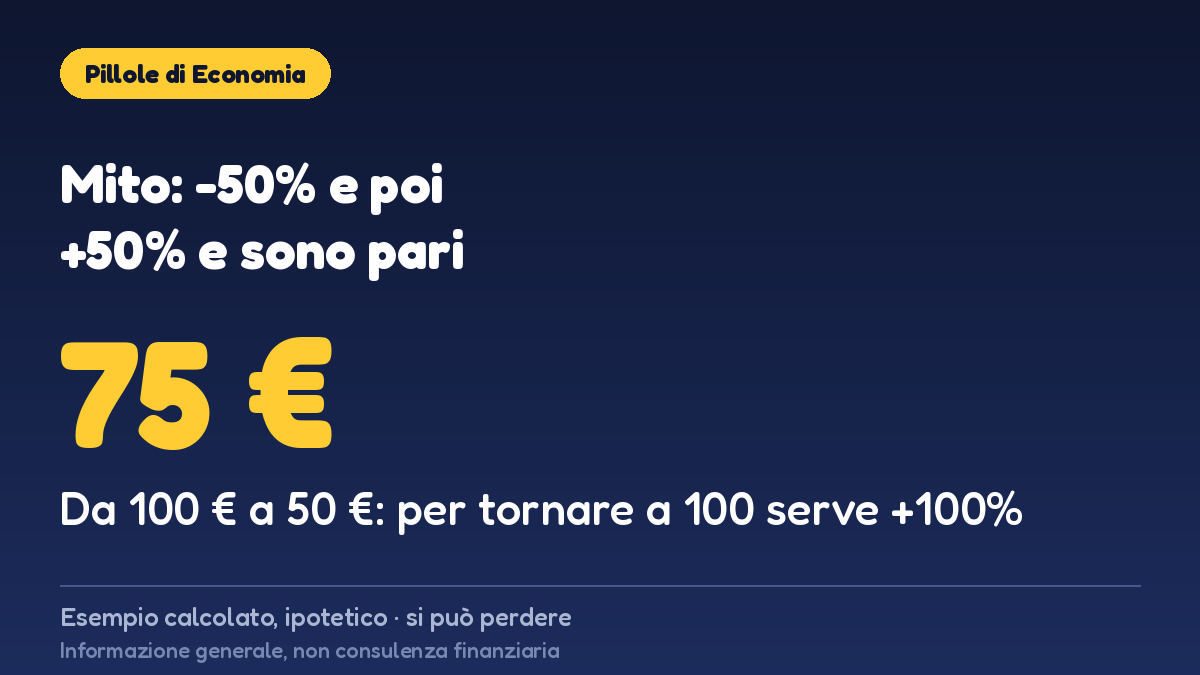 Pillole di Economia
Mito: -50% e poi
+50% e sono pari
75 €
Da 100 € a 50 €: per tornare a 100 serve +100%
Esempio calcolato, ipotetico · si può perdere
Informazione generale, non consulenza finanziaria